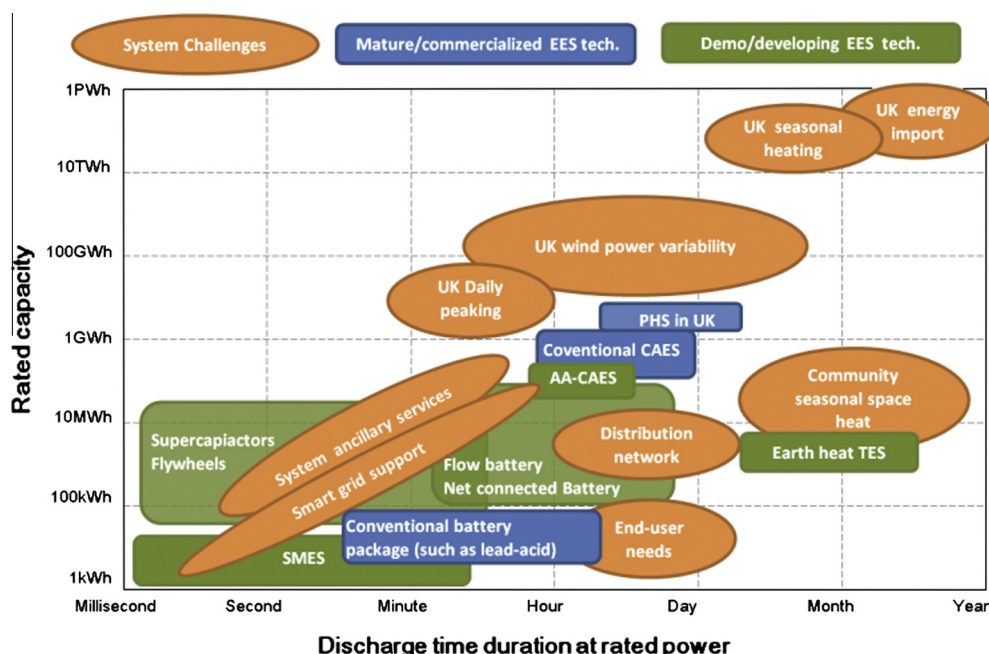 System Challenges
Mature/commercialized EES tech.
Demo/developing EES tech.
1PWh
UK seasonal
heating
UK energy
import
10TWh
UK wind power variability
100GWh
UK Daily
peaking
PHS in UK
1GWh
Coventional CAES
AA-CAES
Community
seasonal space
heat
10MWh
Supercapiactors
Flywheels
System ancillary services
Smart grid support
Distribution
network
Earth heat TES
Flow battery
Net connected Battery
100kWh
Conventional battery
package (such as lead-acid)
End-user
needs
SMES
1kWh
Rated capacity
Millisecond
Second
Minute
Hour
Day
Month
Year
Discharge time duration at rated power